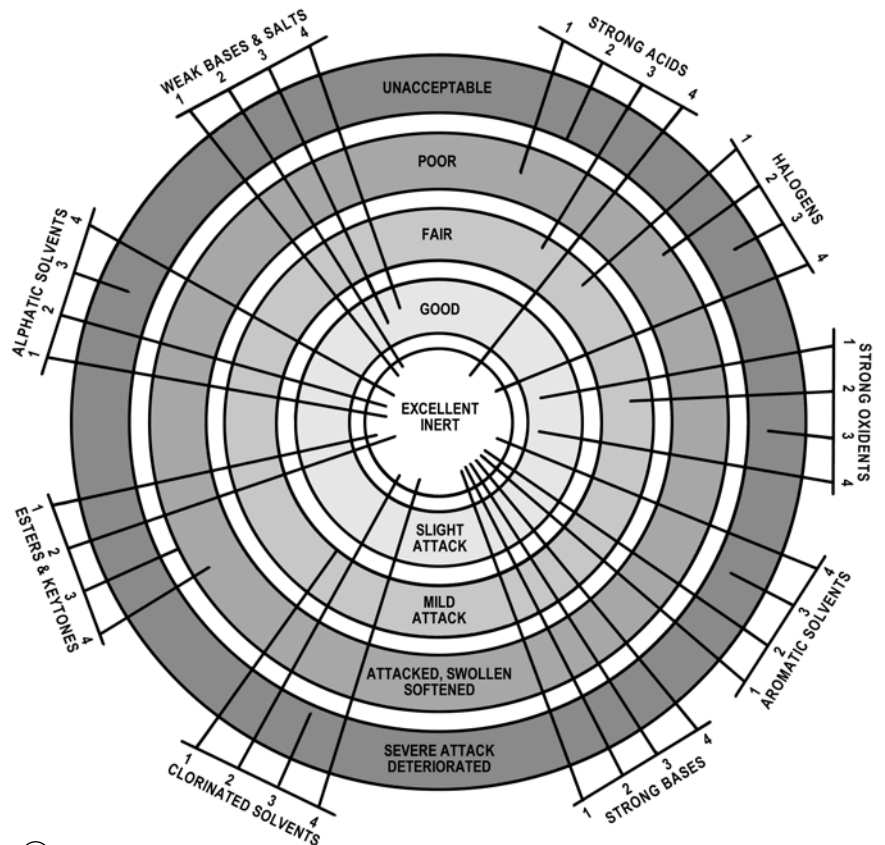 WEAK BASES & SALTS
1 2 3 4
STRONG ACIDS
1 2 3 4
HALOGENS
1 2 3 4
STRONG OXIDENTS
1 2 3 4
AROMATIC SOLVENTS
4 3 2 1
STRONG BASES
4 3 2 1
CLORINATED SOLVENTS
1 2 3 4
ESTERS & KEYTONES
1 2 3 4
ALPHATIC SOLVENTS
4 3 2 1
UNACCEPTABLE
POOR
FAIR
GOOD
EXCELLENT
INERT
SLIGHT
ATTACK
MILD
ATTACK
ATTACKED, SWOLLEN
SOFTENED
SEVERE ATTACK
DETERIORATED